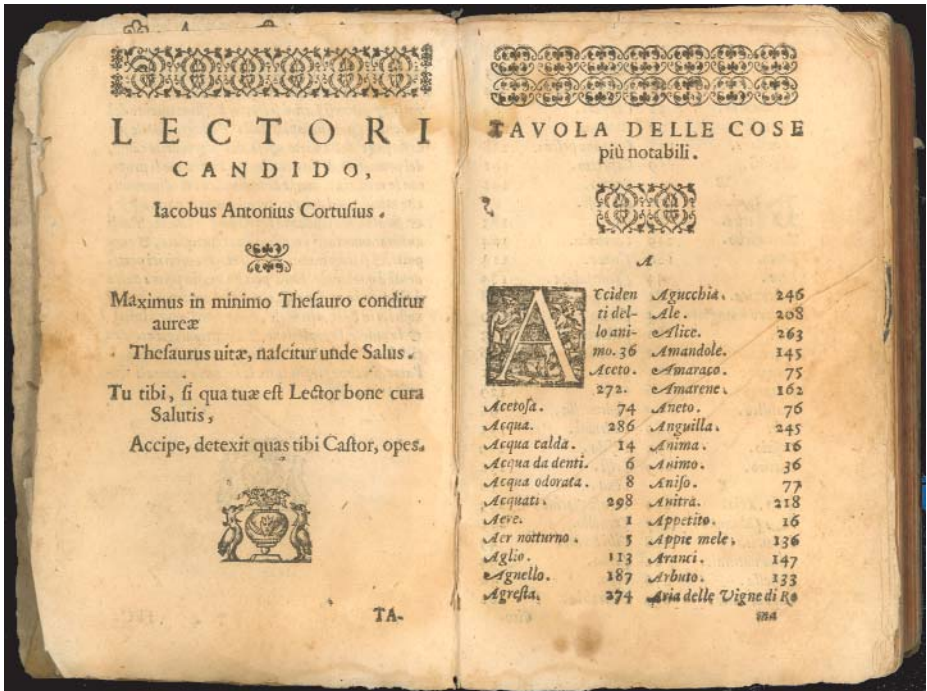 LECTORI
CANDIDO,
Iacobus Antonius Cortusius.
Maximus in minimo Thesauro conditur
aureæ
Thesaurus uitæ, nascitur unde Salus.
Tu tibi, si qua tuæ est Lector bone cura
Salutis,
Accipe, detexit quas tibi Castor, opes.
TA-
TAVOLA DELLE COSE
più notabili.
A
Acciden
ti del-
lo ani-
mo. 36
Aceto.
272.
Acetosa. 74
Acqua. 286
Acqua calda. 14
Acqua da denti. 6
Acqua odorata. 8
Acquati. 298
Aere. 1
Aer notturno. 5
Aglio. 113
Agnello. 187
Agresta. 274
Agucchia. 246
Ale. 208
Alice. 263
Amandole. 145
Amaraco. 75
Amarene. 162
Aneto. 76
Anguilla. 245
Anima. 16
Animo. 36
Aniso. 77
Anitra. 218
Appetito. 16
Appie mele. 136
Aranci. 147
Arbuto. 133
Aria delle Vigne di Ro